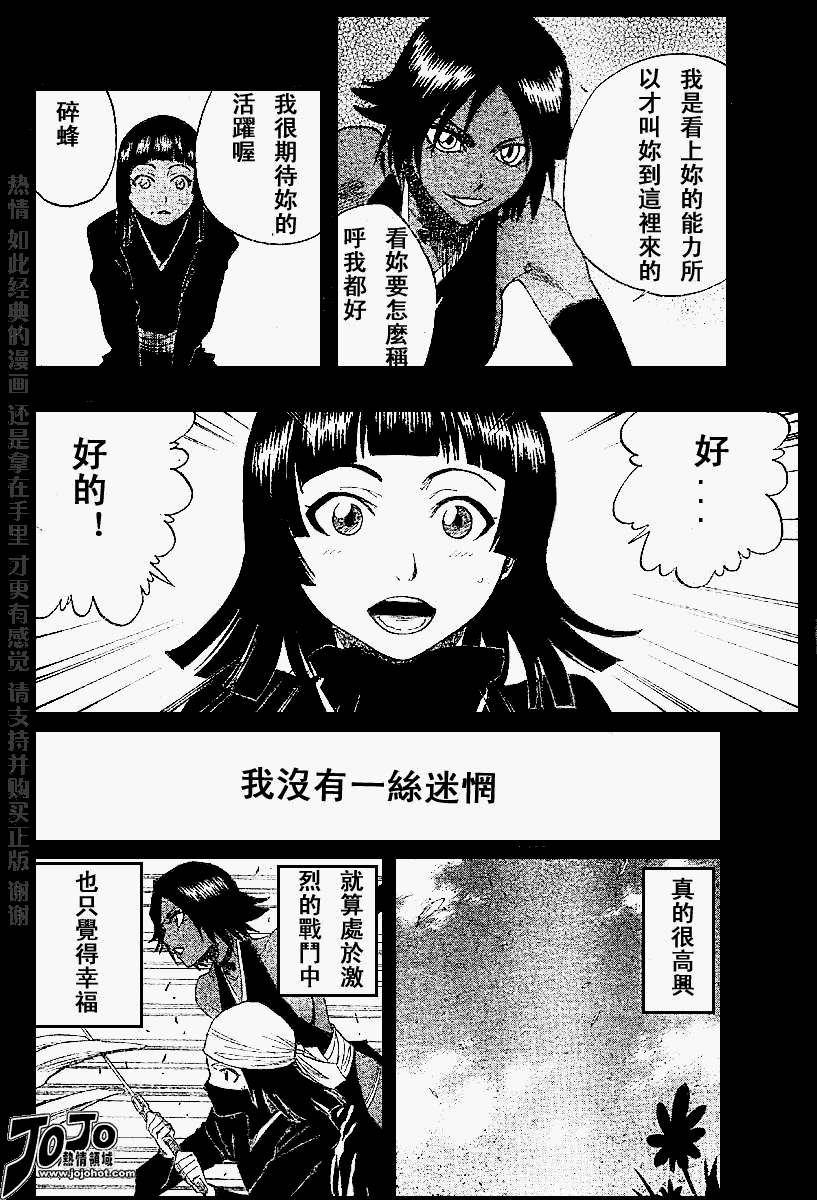 我是看上妳的能力所
以才叫妳到這裡來的
看妳要怎麼稱
呼我都好
我很期待妳的
活躍喔
碎
蜂
好...
好的！
我沒有一絲迷惘
真的很高興
就算處於激
烈的戰鬥中
也只覺得幸福
热情 如此经典的漫画 还是拿在手里 才更有感觉 请支持并购买正版 谢谢
JOJO
熱情領域
www.jojohot.com